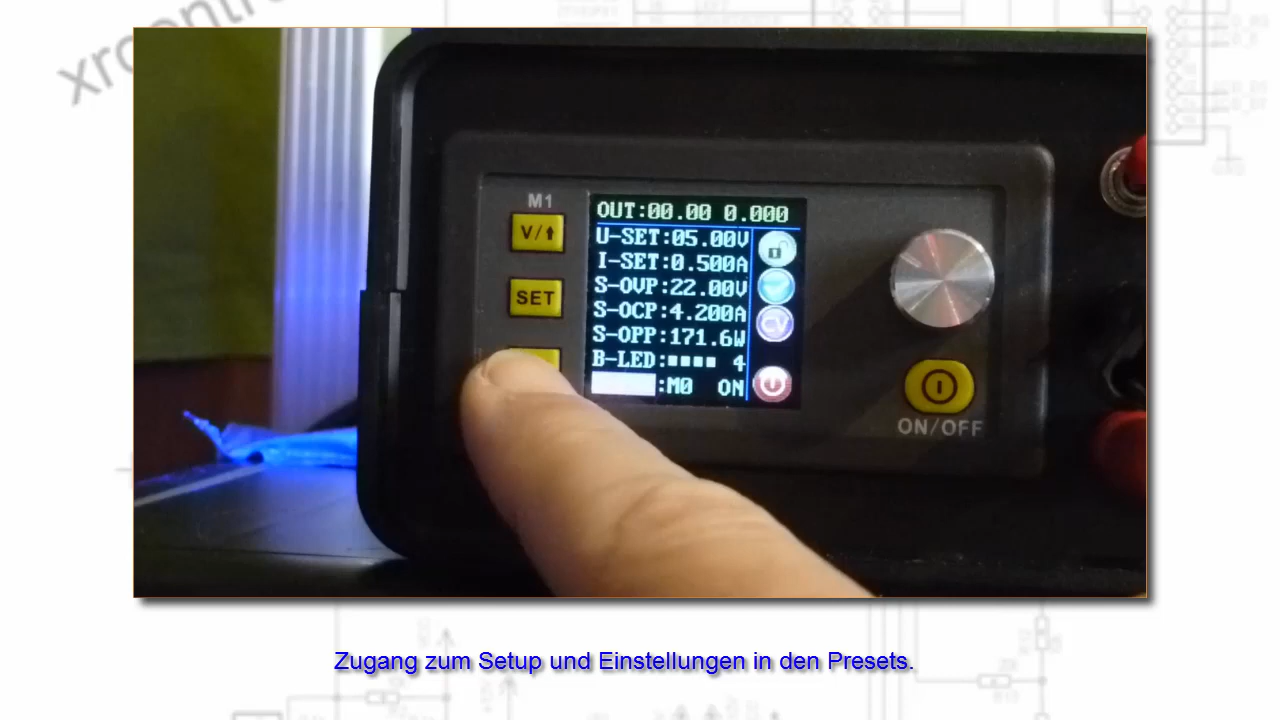 M1
V/⬆
SET
OUT:00.00 0.000
U-SET:05.00V
I-SET:0.500A
S-OVP:22.00V
S-OCP:4.200A
S-OPP:171.6W
B-LED:▪▪▪▪ 4
:M0 ON
CV
ON/OFF
Zugang zum Setup und Einstellungen in den Presets.